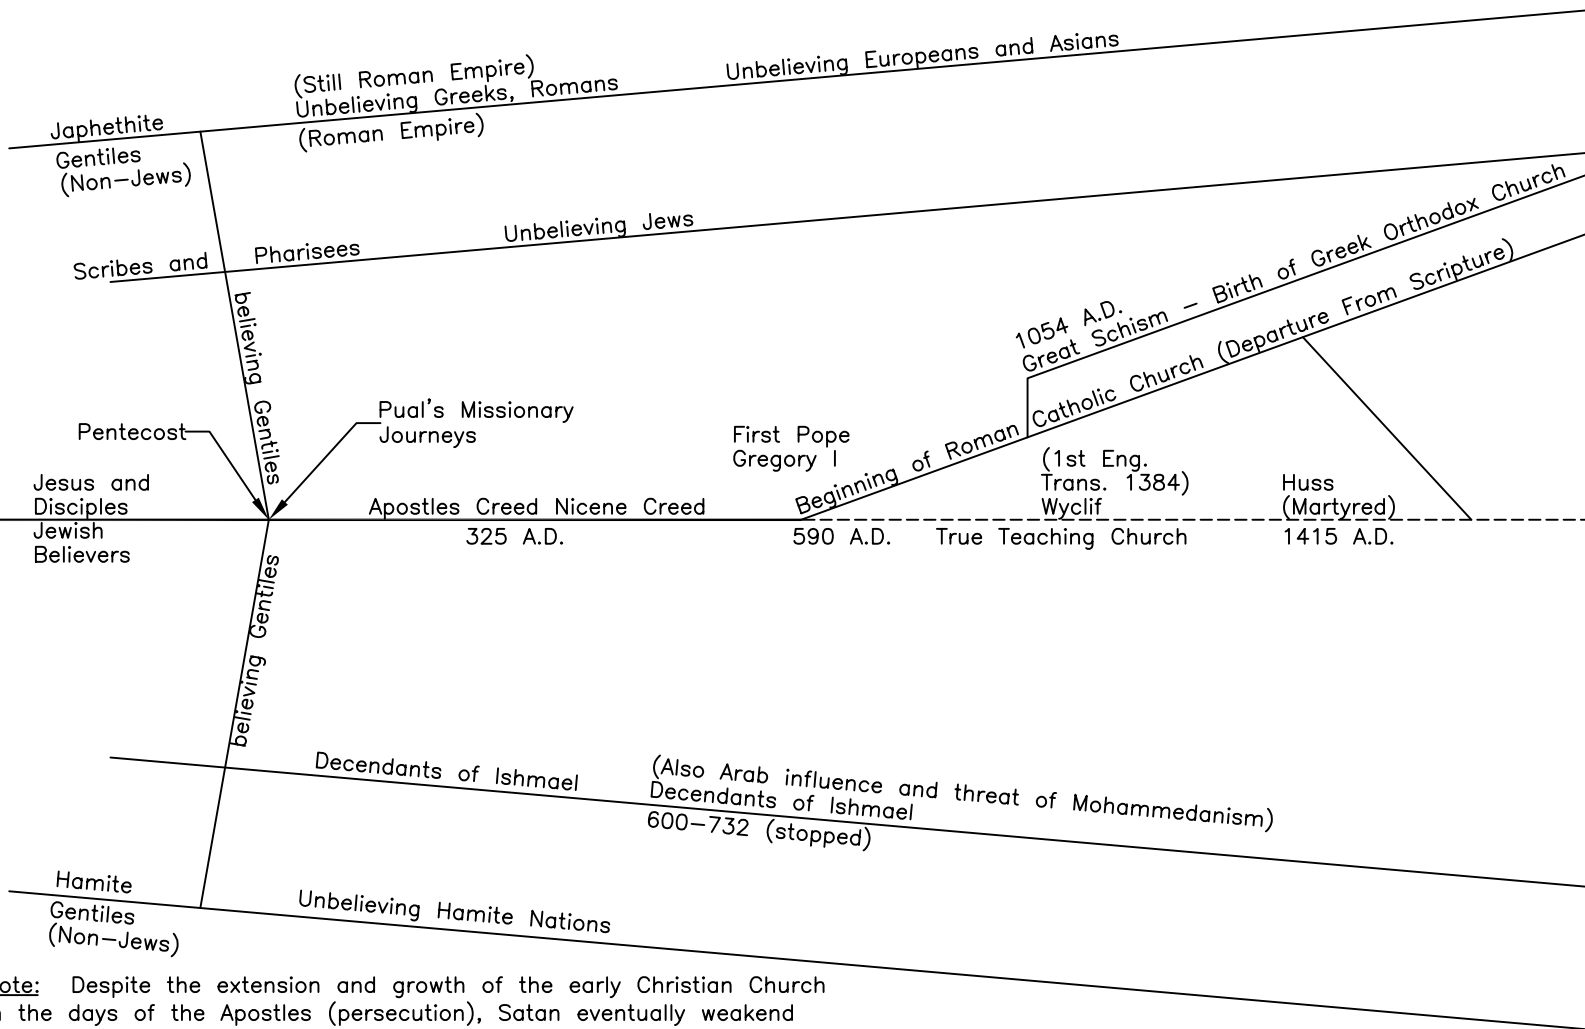 (Still Roman Empire)
Unbelieving Greeks, Romans
Unbelieving Europeans and Asians
Japhethite
(Roman Empire)
Gentiles
(Non-Jews)
Scribes and Pharisees
Unbelieving Jews
believing Gentiles
1054 A.D.
Great Schism - Birth of Greek Orthodox Church
Beginning of Roman Catholic Church (Departure From Scripture)
Pentecost
Pual's Missionary
Journeys
First Pope
Gregory I
(1st Eng.
Trans. 1384)
Wyclif
Huss
(Martyred)
Jesus and
Disciples
Apostles Creed Nicene Creed
Jewish
Believers
325 A.D.
590 A.D.
True Teaching Church
1415 A.D.
believing Gentiles
Decendants of Ishmael
(Also Arab influence and threat of Mohammedanism)
Decendants of Ishmael
600-732 (stopped)
Hamite
Gentiles
(Non-Jews)
Unbelieving Hamite Nations
ote: Despite the extension and growth of the early Christian Church
the days of the Apostles (persecution), Satan eventually weakend